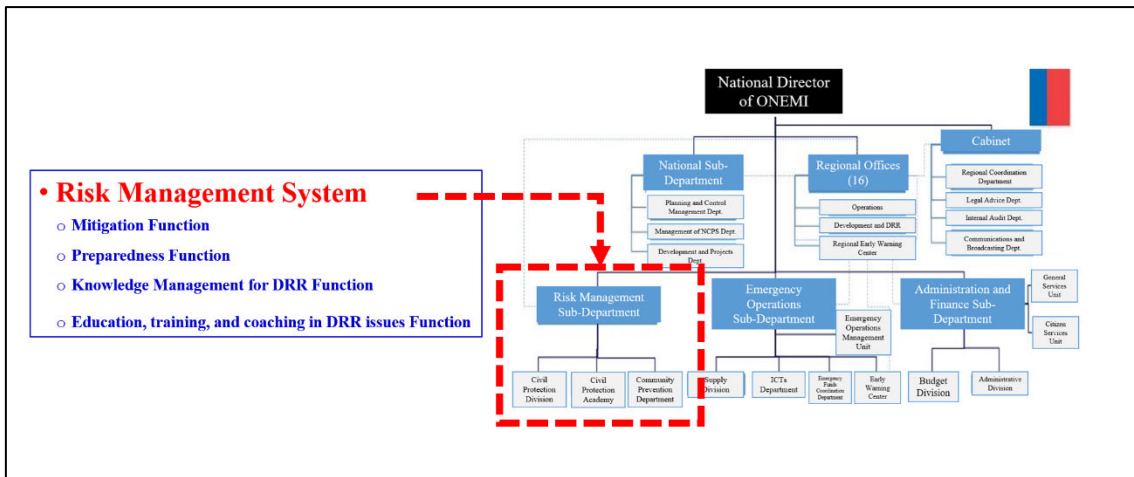 • Risk Management System
o Mitigation Function
o Preparedness Function
o Knowledge Management for DRR Function
o Education, training, and coaching in DRR issues Function
National Director
of ONEMI
Cabinet
Regional Coordination
Department
Legal Advice Dept.
Internal Audit Dept.
Communications and
Broadcasting Dept.
National Sub-
Department
Planning and Control
Management Dept.
Management of NCPS Dept.
Development and Projects
Dept.
Regional Offices
(16)
Operations
Development and DRR
Regional Early Warning
Center
Risk Management
Sub-Department
Civil
Protection
Division
Civil
Protection
Academy
Community
Prevention
Department
Emergency
Operations
Sub-Department
Emergency
Operations
Management
Unit
Supply
Division
ICTs
Department
Emergency
Funds
Coordination
Department
Early
Warning
Center
Administration and
Finance Sub-
Department
General
Services
Unit
Citizen
Services
Unit
Budget
Division
Administrative
Division